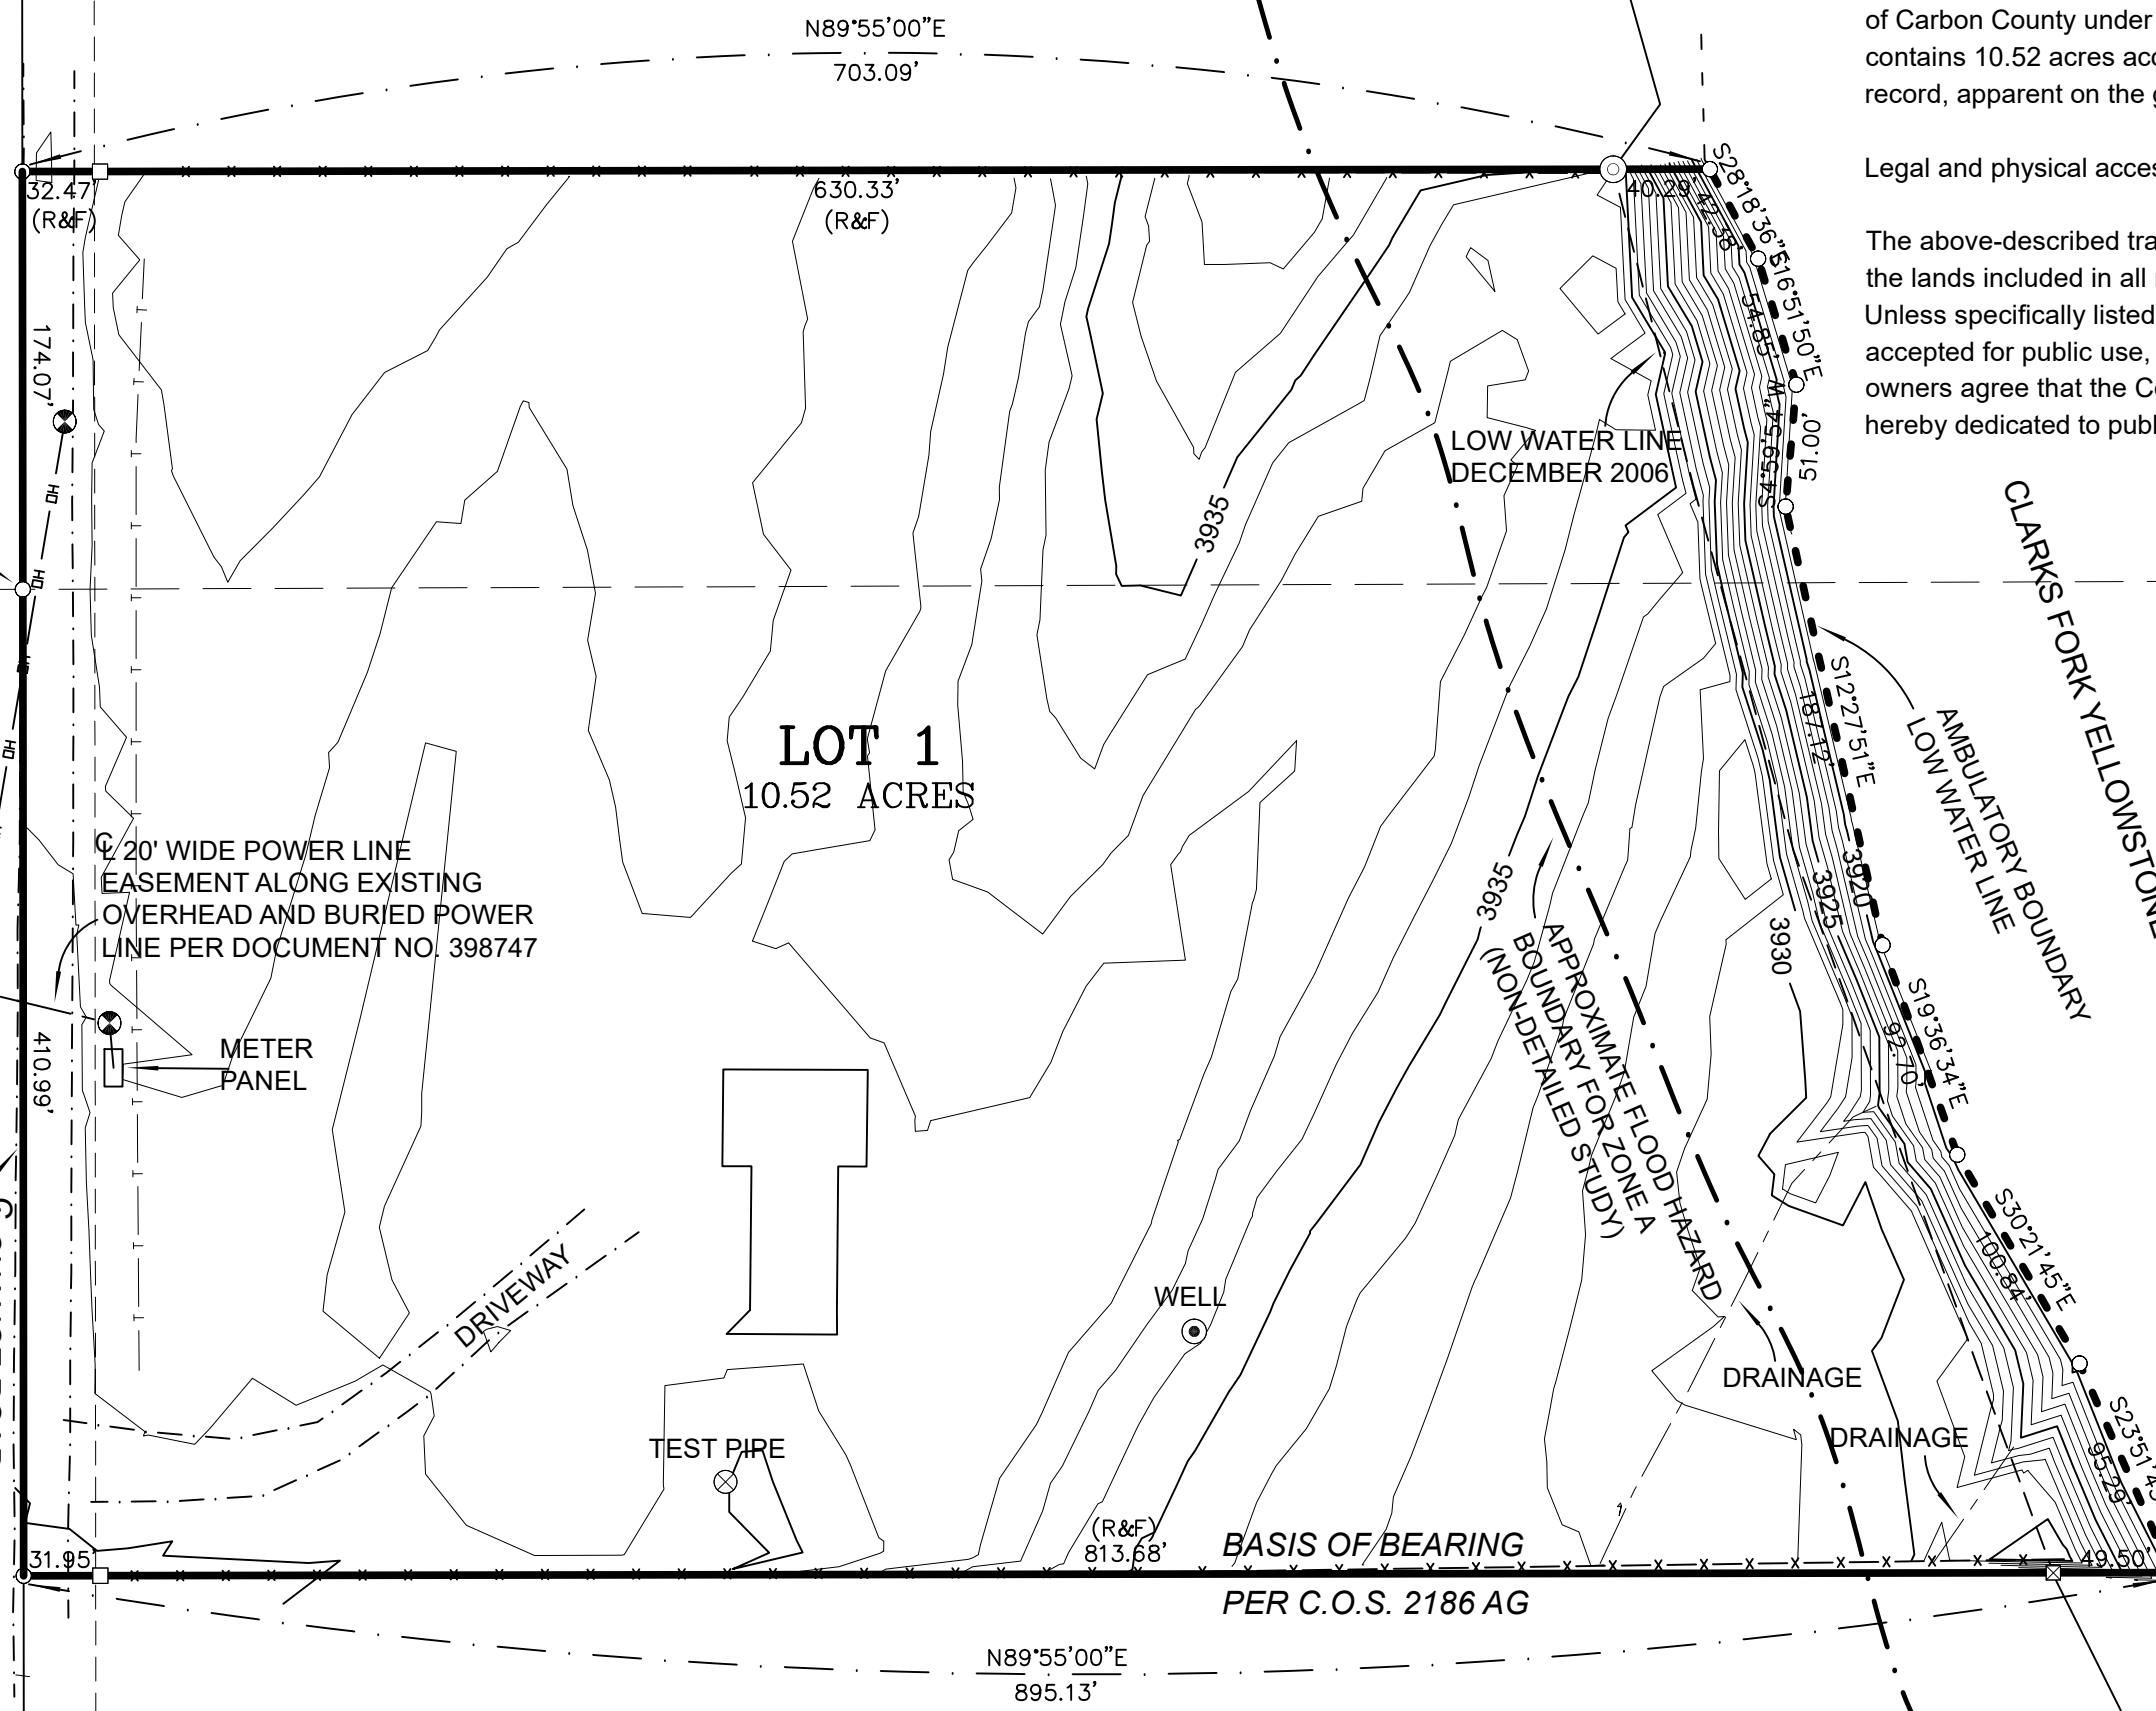 N89°55'00"E
703.09'
of Carbon County under
contains 10.52 acres
record, apparent on the
Legal and physical
The above-described
the lands included in all
Unless specifically listed
accepted for public use,
owners agree that the
hereby dedicated to
32.47'
(R&F)
630.33'
(R&F)
40.29'
S28°18'36"E
42.38'
S16°51'50"E
54.85'
S4°59'54"W
51.00'
174.07'
LOW WATER LINE
DECEMBER 2006
3935
CLARKS FORK YELLOWSTONE
S12°27'51"E
187.12'
AMBULATORY BOUNDARY
LOW WATER LINE
LOT 1
10.52 ACRES
℄ 20' WIDE POWER LINE
EASEMENT ALONG EXISTING
OVERHEAD AND BURIED POWER
LINE PER DOCUMENT NO. 398747
3935
3920
3925
3930
APPROXIMATE FLOOD HAZARD
BOUNDARY FOR ZONE A
(NON-DETAILED STUDY)
S19°36'34"E
92.70'
410.99'
METER
PANEL
S30°21'45"E
100.84'
DRIVEWAY
WELL
DRAINAGE
DRAINAGE
S23°51'45
95.29'
TEST PIPE
31.95'
(R&F)
813.68'
BASIS OF BEARING
49.50'
PER C.O.S. 2186 AG
N89°55'00"E
895.13'